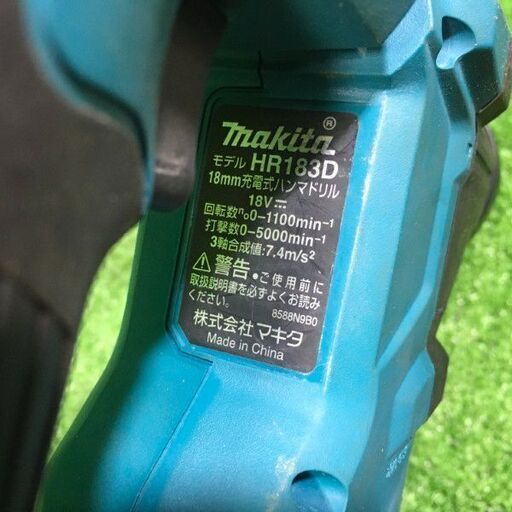 makita®
モデル HR183D
18mm充電式ハンマドリル
18V⎓
回転数n₀0-1100min⁻¹
打撃数0-5000min⁻¹
3軸合成値:7.4m/s²
⚠警告・ご使用前に
取扱説明書を必ずよくお読み
ください。
8588N9B0
株式会社マキタ
Made in China